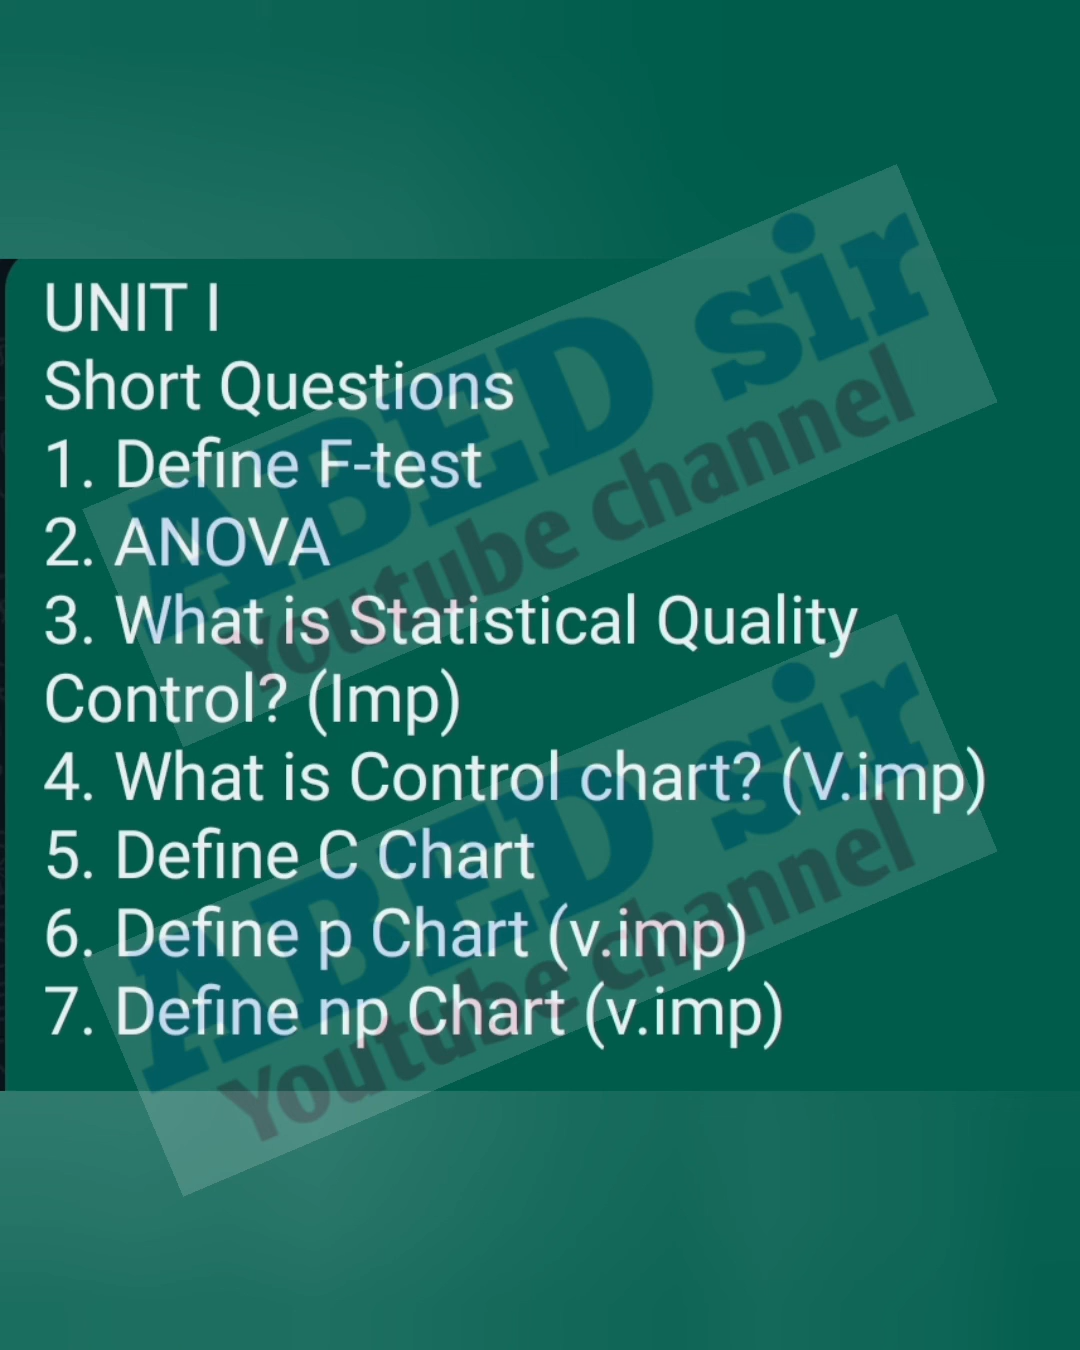 UNIT I
Short Questions
1. Define F-test
2. ANOVA
3. What is Statistical Quality
Control? (Imp)
4. What is Control chart? (V.imp)
5. Define C Chart
6. Define p Chart (v.imp)
7. Define np Chart (v.imp)
ABED sir
Youtube channel
ABED sir
Youtube channel